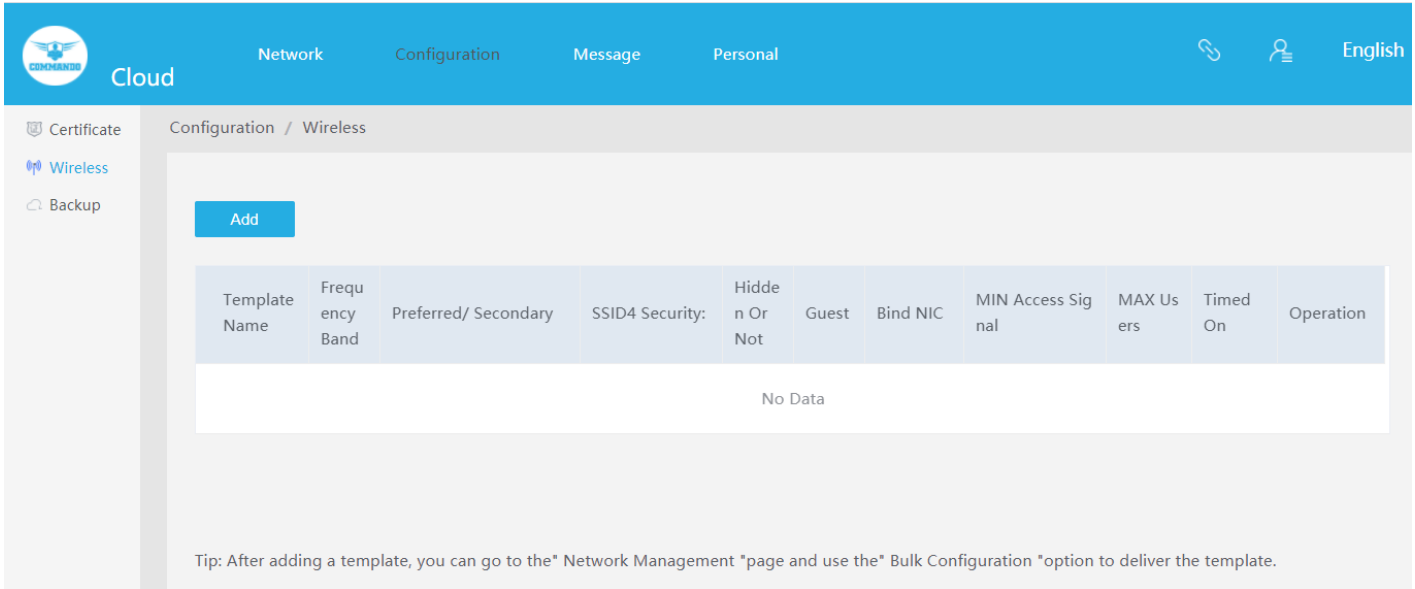 COMMANDO
Cloud
Network Configuration Message Personal English
Certificate
Wireless
Backup
Configuration / Wireless
Add
Template
Name
Frequ
ency
Band
Preferred/ Secondary
SSID4 Security:
Hidde
n Or
Not
Guest
Bind NIC
MIN Access Sig
nal
MAX Us
ers
Timed
On
Operation
No Data
Tip: After adding a template, you can go to the" Network Management "page and use the" Bulk Configuration "option to deliver the template.